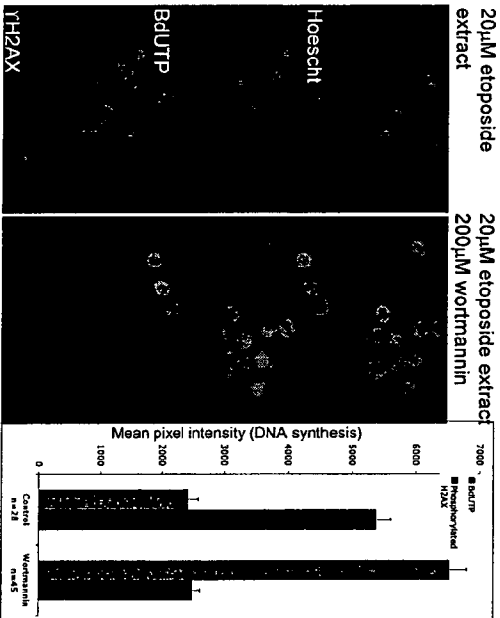 20µM etoposide
extract
20µM etoposide extract
200µM wortmannin
Hoescht
BdUTP
γH2AX
BdUTP
Phosphorylated
H2AX
Mean pixel intensity (DNA synthesis)
7000
6000
5000
4000
3000
2000
1000
0
Control
n=28
Wortmannin
n=45